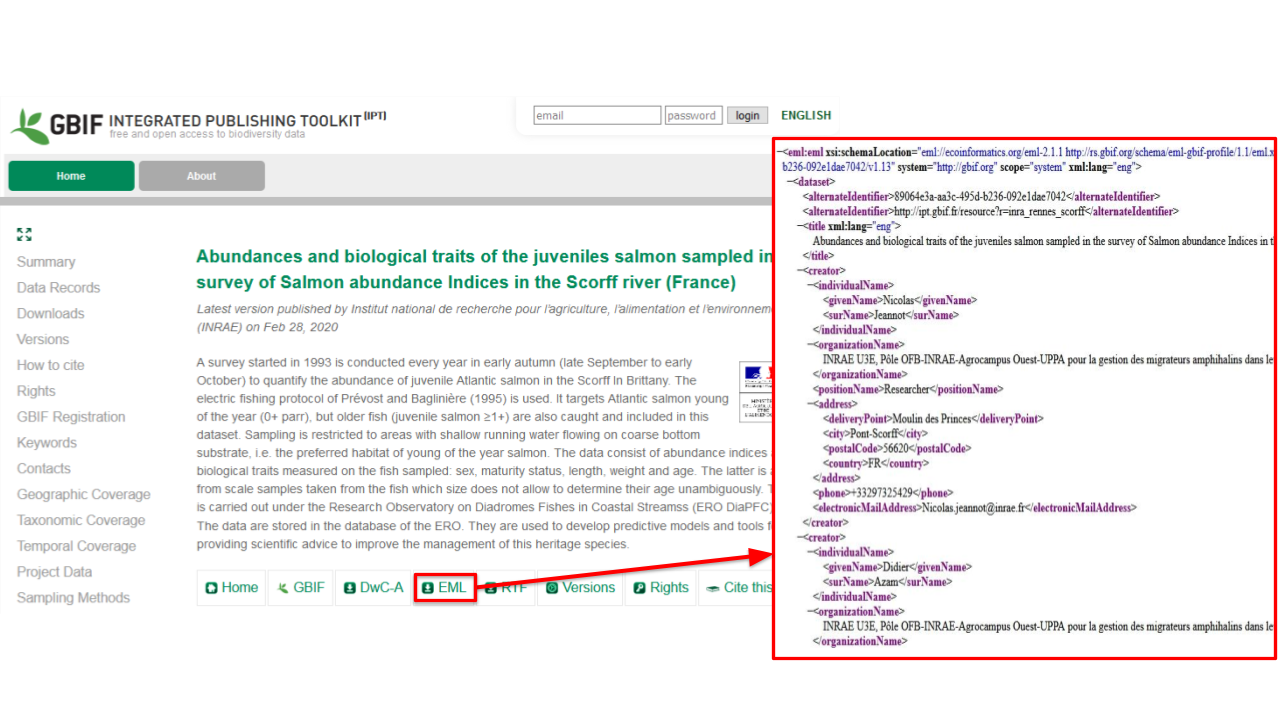 GBIF INTEGRATED PUBLISHING TOOLKIT [IPT]
free and open access to biodiversity data
email password login ENGLISH
Home About
Summary
Data Records
Downloads
Versions
How to cite
Rights
GBIF Registration
Keywords
Contacts
Geographic Coverage
Taxonomic Coverage
Temporal Coverage
Project Data
Sampling Methods
Abundances and biological traits of the juveniles salmon sampled in
survey of Salmon abundance Indices in the Scorff river (France)
Latest version published by Institut national de recherche pour l'agriculture, l'alimentation et l'environnem
(INRAE) on Feb 28, 2020
A survey started in 1993 is conducted every year in early autumn (late September to early
October) to quantify the abundance of juvenile Atlantic salmon in the Scorff In Brittany. The
electric fishing protocol of Prévost and Baglinière (1995) is used. It targets Atlantic salmon young
of the year (0+ parr), but older fish (juvenile salmon ≥1+) are also caught and included in this
dataset. Sampling is restricted to areas with shallow running water flowing on coarse bottom
substrate, i.e. the preferred habitat of young of the year salmon. The data consist of abundance indices
biological traits measured on the fish sampled: sex, maturity status, length, weight and age. The latter is
from scale samples taken from the fish which size does not allow to determine their age unambiguously.
is carried out under the Research Observatory on Diadromes Fishes in Coastal Streamss (ERO DiaPFC)
The data are stored in the database of the ERO. They are used to develop predictive models and tools f
providing scientific advice to improve the management of this heritage species.
Home GBIF DwC-A EML RTF Versions Rights Cite this
−<eml:eml xsi:schemaLocation="eml://ecoinformatics.org/eml-2.1.1 http://rs.gbif.org/schema/eml-gbif-profile/1.1/eml.x
b236-092e1dae7042/v1.13" system="http://gbif.org" scope="system" xml:lang="eng">
−<dataset>
<alternateIdentifier>89064e3a-aa3c-495d-b236-092e1dae7042</alternateIdentifier>
<alternateIdentifier>http://ipt.gbif.fr/resource?r=inra_rennes_scorff</alternateIdentifier>
−<title xml:lang="eng">
Abundances and biological traits of the juveniles salmon sampled in the survey of Salmon abundance Indices in t
</title>
−<creator>
−<individualName>
<givenName>Nicolas</givenName>
<surName>Jeannot</surName>
</individualName>
−<organizationName>
INRAE U3E, Pôle OFB-INRAE-Agrocampus Ouest-UPPA pour la gestion des migrateurs amphihalins dans le
</organizationName>
<positionName>Researcher</positionName>
−<address>
<deliveryPoint>Moulin des Princes</deliveryPoint>
<city>Pont-Scorff</city>
<postalCode>56620</postalCode>
<country>FR</country>
</address>
<phone>+33297325429</phone>
<electronicMailAddress>Nicolas.jeannot@inrae.fr</electronicMailAddress>
</creator>
−<creator>
−<individualName>
<givenName>Didier</givenName>
<surName>Azam</surName>
</individualName>
−<organizationName>
INRAE U3E, Pôle OFB-INRAE-Agrocampus Ouest-UPPA pour la gestion des migrateurs amphihalins dans le
</organizationName>